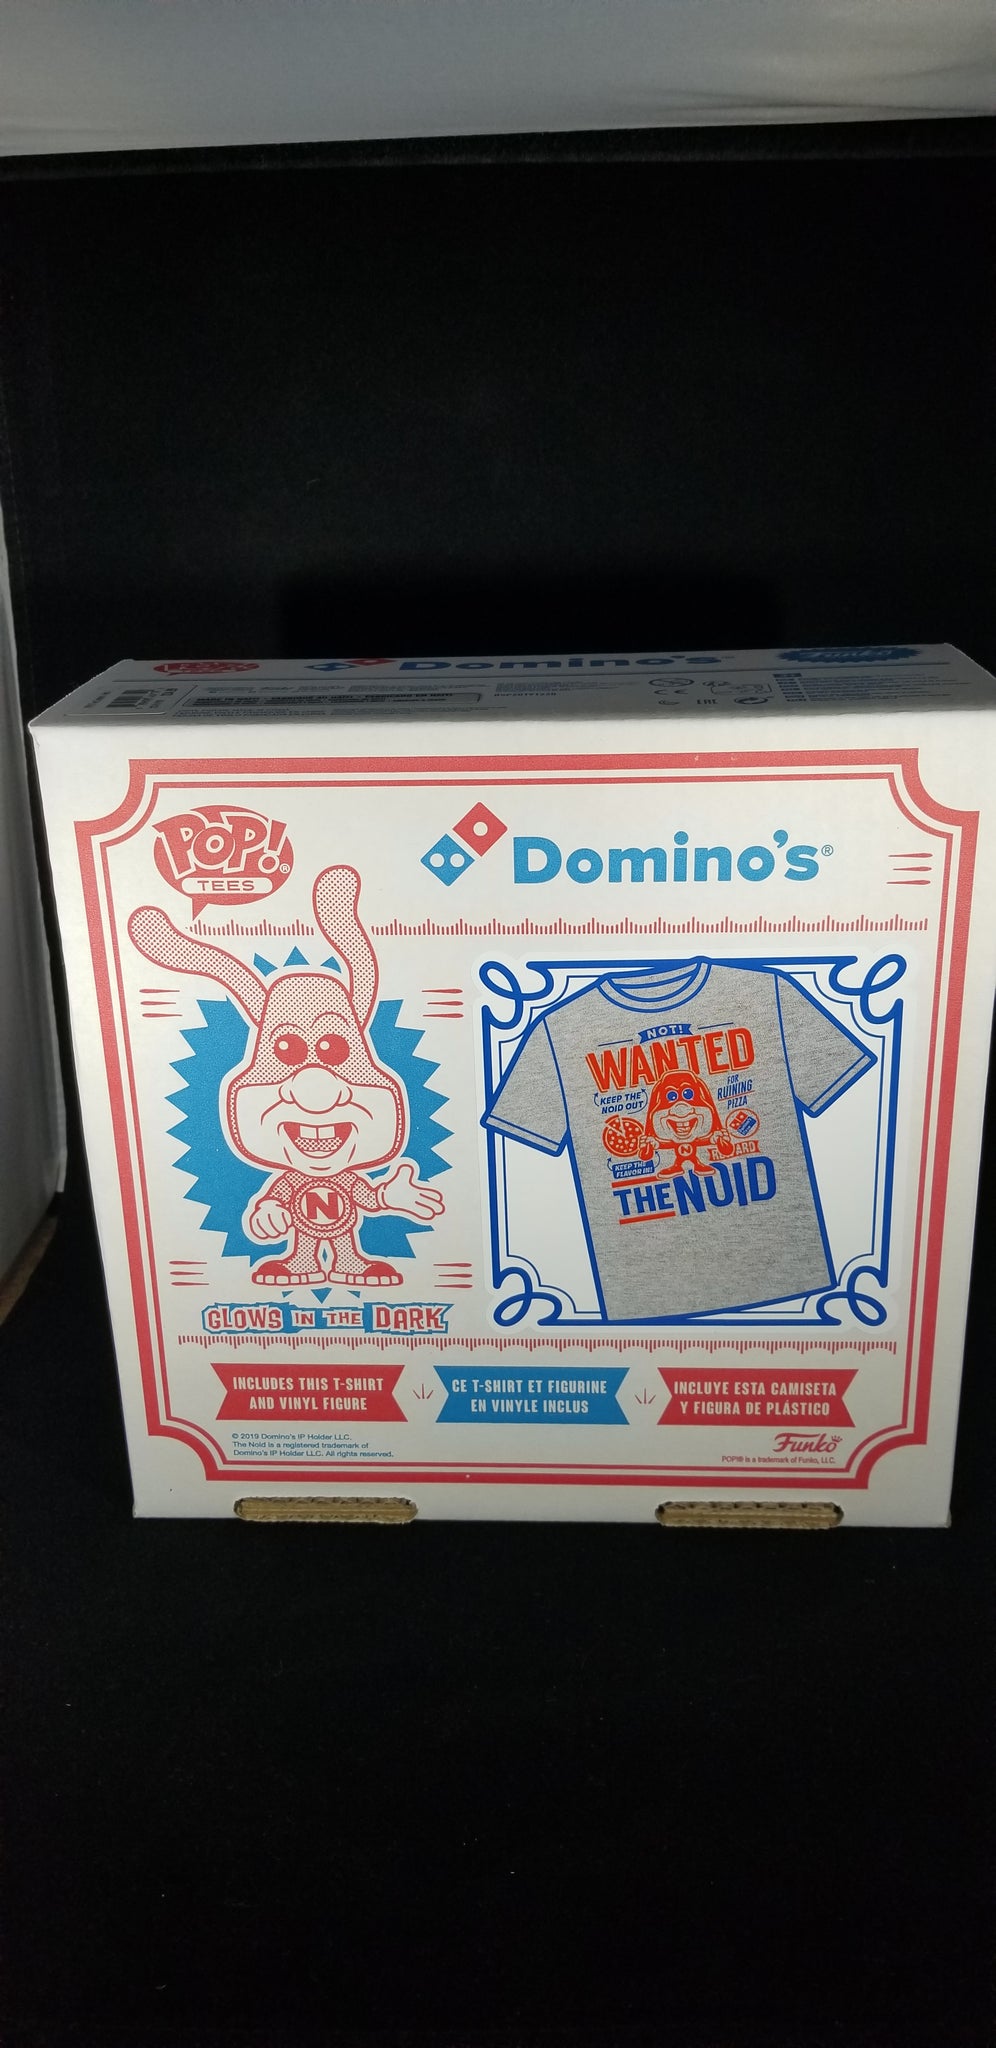 Domino's
Funko
POP!®
TEES
Domino's®
NOT!
WANTED
KEEP THE
NOID OUT
FOR
RUINING
PIZZA
KEEP THE
FLAVOR IN!
N
THE NOID
N
GLOWS IN THE DARK
INCLUDES THIS T-SHIRT
AND VINYL FIGURE
CE T-SHIRT ET FIGURINE
EN VINYLE INCLUS
INCLUYE ESTA CAMISETA
Y FIGURA DE PLÁSTICO
© 2019 Domino's IP Holder LLC.
The Noid is a registered trademark of
Domino's IP Holder LLC. All rights reserved.
Funko
POP!® is a trademark of Funko, LLC.